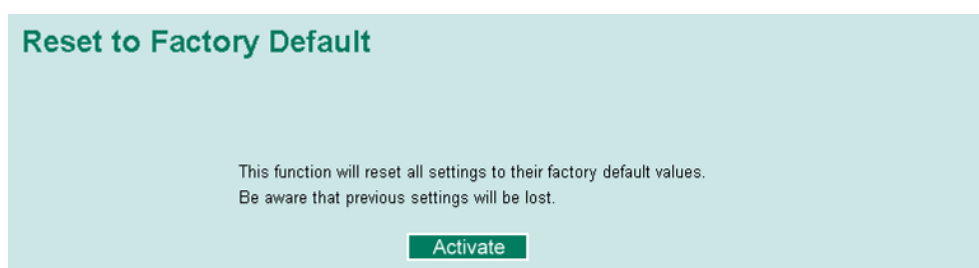 Reset to Factory Default
This function will reset all settings to their factory default values.
Be aware that previous settings will be lost.
Activate